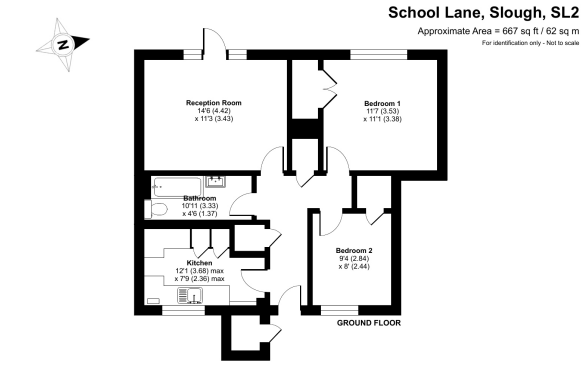 School Lane, Slough, SL2
Approximate Area = 667 sq ft / 62 sq m
For identification only - Not to scale
N
Reception Room
14'6 (4.42)
x 11'3 (3.43)
Bedroom 1
11'7 (3.53)
x 11'1 (3.38)
Bathroom
10'11 (3.33)
x 4'6 (1.37)
Kitchen
12'1 (3.68) max
x 7'9 (2.36) max
Bedroom 2
9'4 (2.84)
x 8' (2.44)
GROUND FLOOR